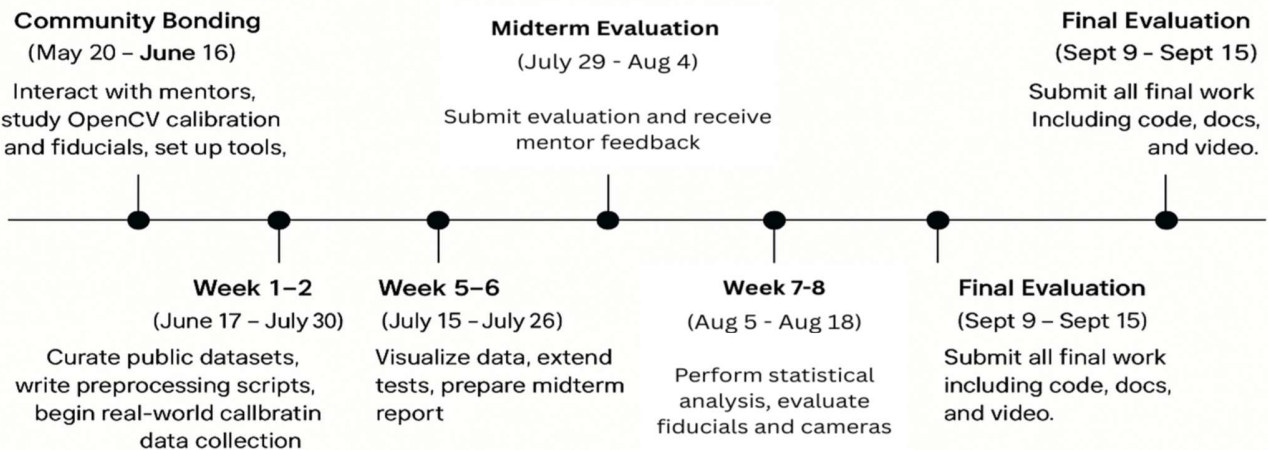 Community Bonding
(May 20 – June 16)
Interact with mentors,
study OpenCV calibration
and fiducials, set up tools,
Midterm Evaluation
(July 29 - Aug 4)
Submit evaluation and receive
mentor feedback
Final Evaluation
(Sept 9 – Sept 15)
Submit all final work
Including code, docs,
and video.
Week 1–2
(June 17 – July 30)
Curate public datasets,
write preprocessing scripts,
begin real-world callbratin
data collection
Week 5–6
(July 15 – July 26)
Visualize data, extend
tests, prepare midterm
report
Week 7-8
(Aug 5 - Aug 18)
Perform statistical
analysis, evaluate
fiducials and cameras
Final Evaluation
(Sept 9 – Sept 15)
Submit all final work
including code, docs,
and video.